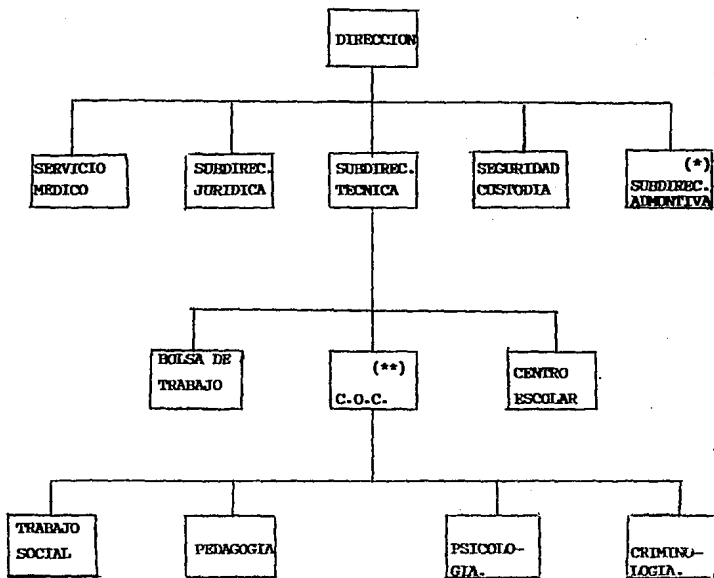 DIRECCION
SERVICIO
MEDICO
SUBDIREC.
JURIDICA
SUBDIREC.
TECNICA
SEGURIDAD
CUSTODIA
(*)
SUBDIREC.
ADMONTIVA
BOLSA DE
TRABAJO
(**)
C.O.C.
CENTRO
ESCOLAR
TRABAJO
SOCIAL
PEDAGOGIA
PSICOLO-
GIA.
CRIMINO-
LOGIA.